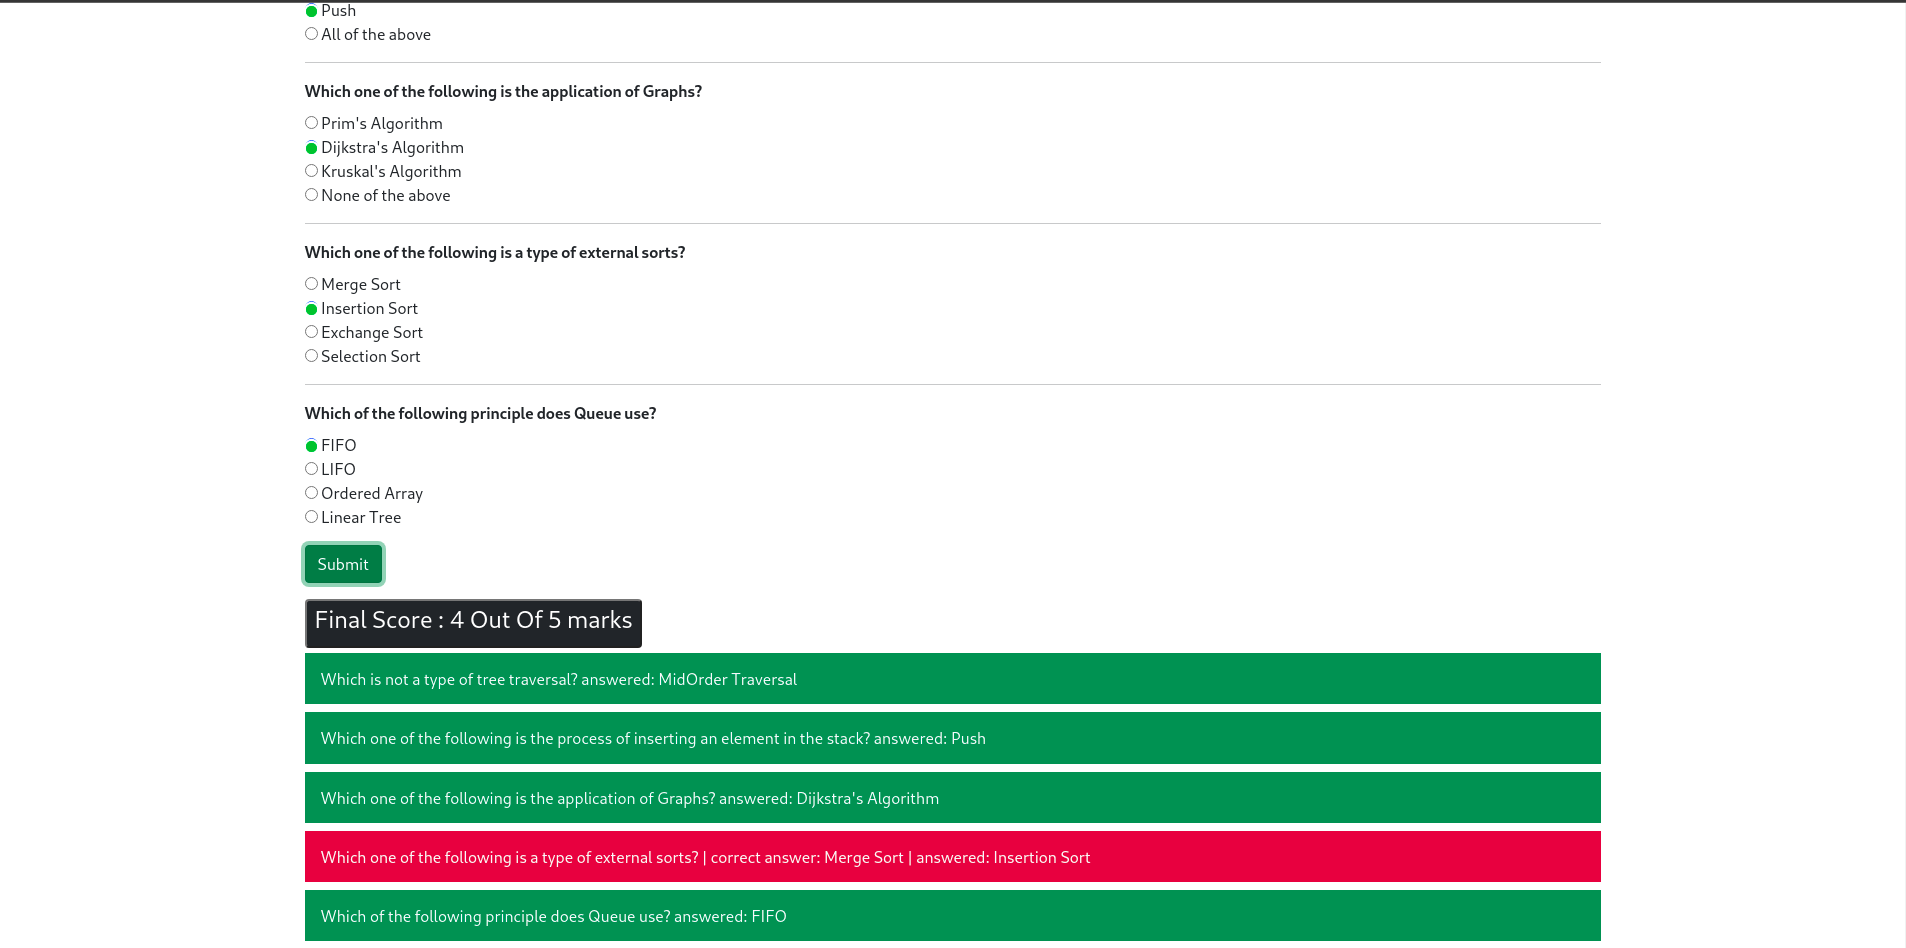 Push
All of the above
Which one of the following is the application of Graphs?
Prim's Algorithm
Dijkstra's Algorithm
Kruskal's Algorithm
None of the above
Which one of the following is a type of external sorts?
Merge Sort
Insertion Sort
Exchange Sort
Selection Sort
Which of the following principle does Queue use?
FIFO
LIFO
Ordered Array
Linear Tree
Submit
Final Score : 4 Out Of 5 marks
Which is not a type of tree traversal? answered: MidOrder Traversal
Which one of the following is the process of inserting an element in the stack? answered: Push
Which one of the following is the application of Graphs? answered: Dijkstra's Algorithm
Which one of the following is a type of external sorts? | correct answer: Merge Sort | answered: Insertion Sort
Which of the following principle does Queue use? answered: FIFO